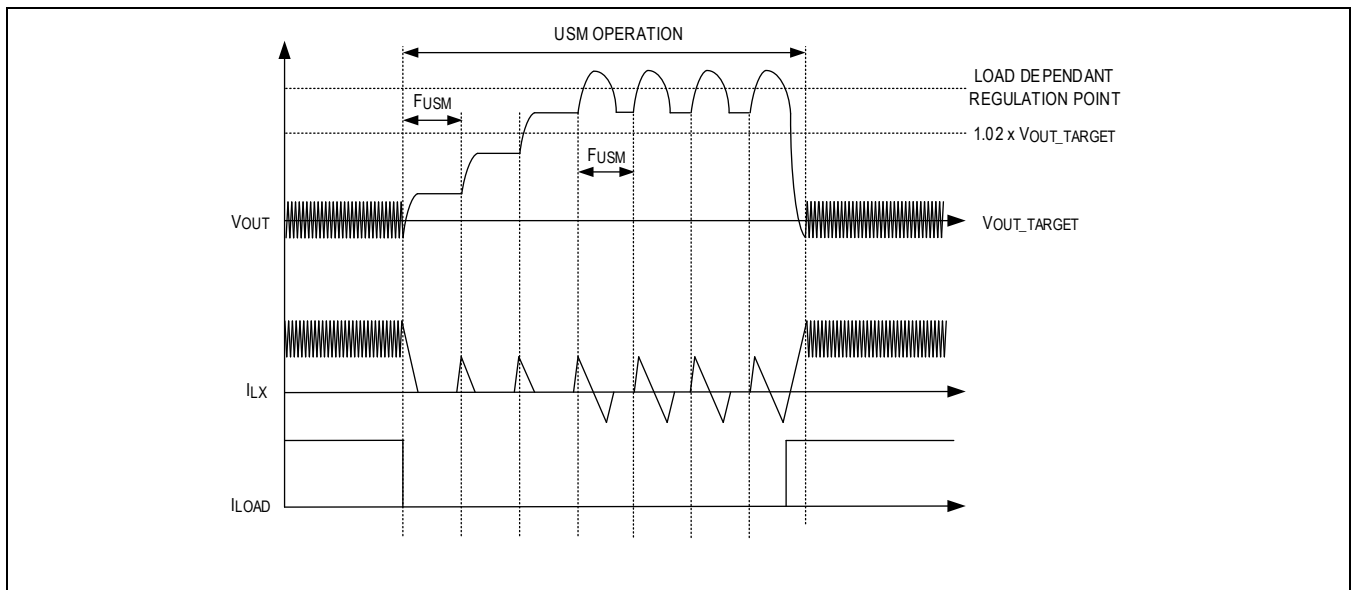 USM OPERATION
LOAD DEPENDANT
REGULATION POINT
FUSM
1.02 x VOUT_TARGET
FUSM
VOUT
VOUT_TARGET
ILX
ILOAD